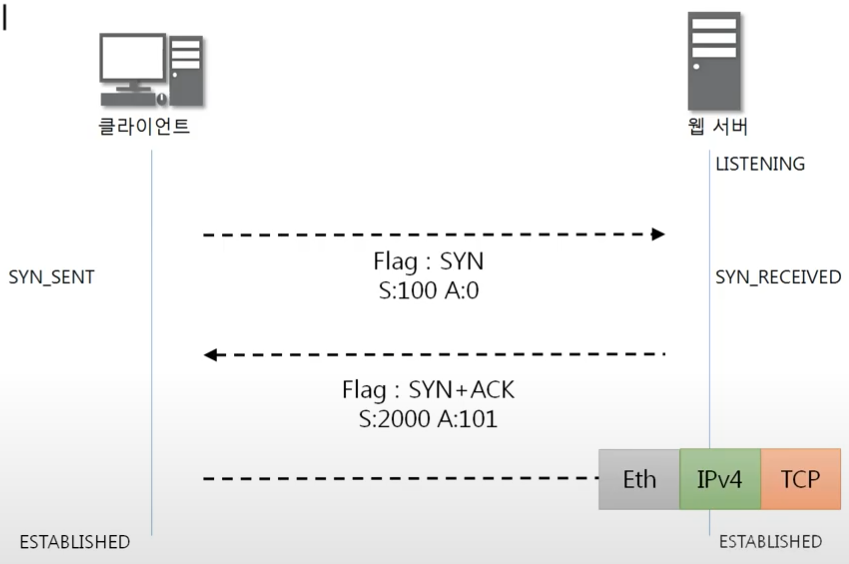 클라이언트
웹 서버
LISTENING
Flag : SYN
S:100 A:0
SYN_SENT
SYN_RECEIVED
Flag : SYN+ACK
S:2000 A:101
Eth
IPv4
TCP
ESTABLISHED
ESTABLISHED